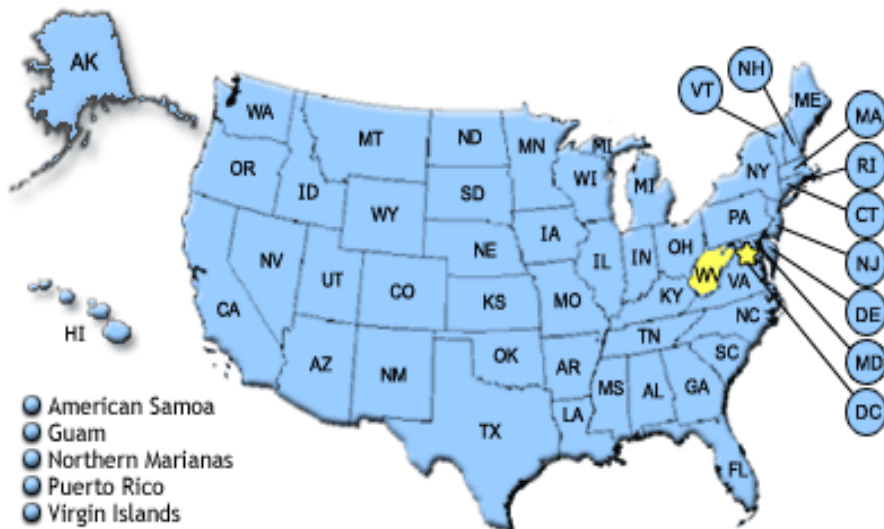 AK
WA
MT
ND
MN
MI
ME
VT
NH
MA
OR
ID
WY
SD
WI
MI
NY
RI
CT
NV
UT
CO
NE
IA
IL
IN
OH
PA
NJ
CA
AZ
NM
KS
MO
KY
WV
VA
DE
OK
AR
TN
NC
MD
TX
LA
MS
AL
GA
SC
DC
FL
HI
American Samoa
Guam
Northern Marianas
Puerto Rico
Virgin Islands